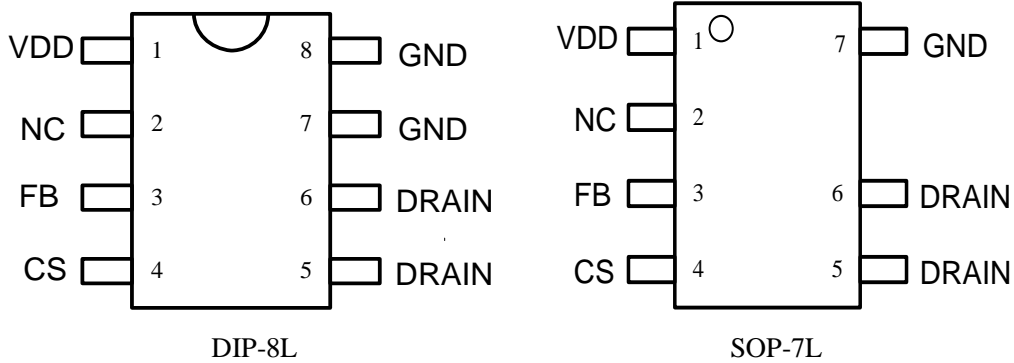 VDD 1 8 GND
NC 2 7 GND
FB 3 6 DRAIN
CS 4 5 DRAIN
DIP-8L
VDD 1 7 GND
NC 2
FB 3 6 DRAIN
CS 4 5 DRAIN
SOP-7L